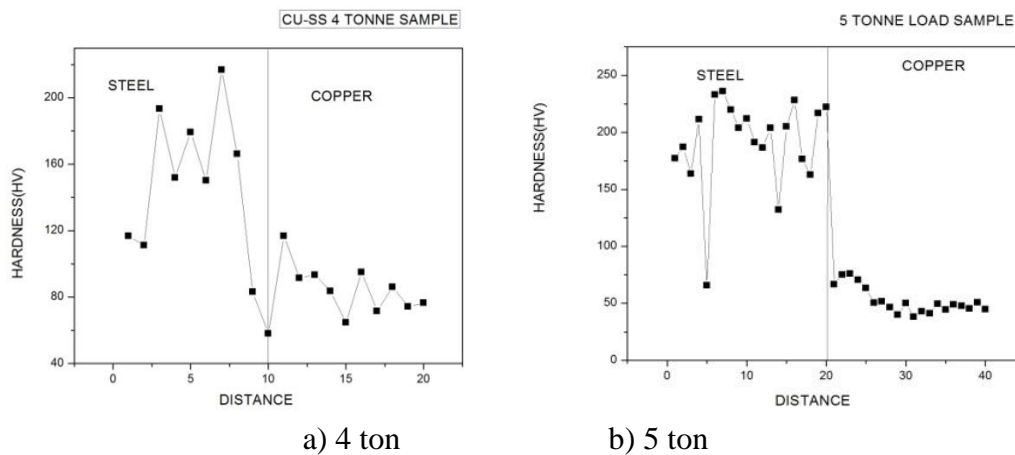 CU-SS 4 TONNE SAMPLE
STEEL
COPPER
HARDNESS(HV)
200
160
120
80
40
0
5
10
15
20
DISTANCE
5 TONNE LOAD SAMPLE
STEEL
COPPER
HARDNESS(HV)
250
200
150
100
50
0
0
10
20
30
40
DISTANCE
a) 4 ton
b) 5 ton